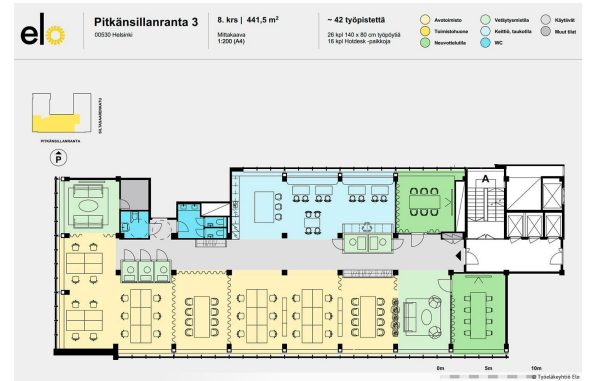 elo
Pitkänsillanranta 3
00530 Helsinki
8. krs | 441,5 m²
Mittakaava
1:200 (A4)
~ 42 työpistettä
26 kpl 140 x 80 cm työpöytiä
16 kpl Hotdesk -paikkoja
Avotoimisto
Toimistohuone
Neuvottelutila
Vetäytymistila
Keittiö, taukotila
WC
Käytävät
Muut tilat
SILTASAARENKATU
PITKÄNSILLANRANTA
P
A
0m 5m 10m
© Työeläkeyhtiö Elo